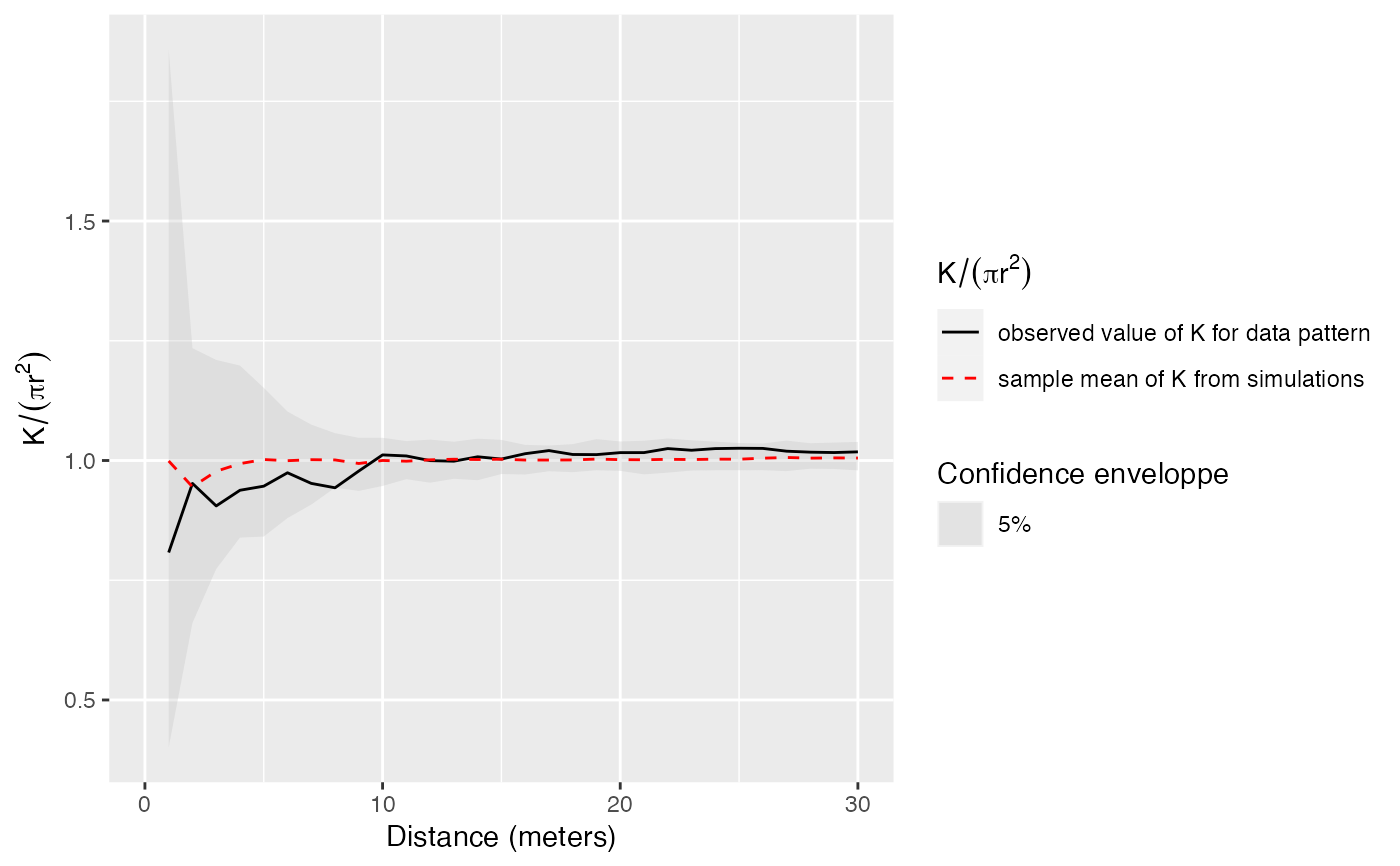 1.5
1.0
0.5
K/(πr²)
0
10
20
30
Distance (meters)
K/(πr²)
observed value of K for data pattern
sample mean of K from simulations
Confidence enveloppe
5%